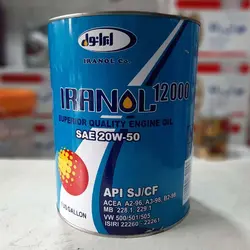 ایرانول
IRANOL CO.
IRANOL 12000
SUPERIOR QUALITY ENGINE OIL
SAE 20W-50
API SJ/CF
ACEA A2-96, A3-98, B2-98
MB 228.1 - 229.1
VW 500/501/505
ISIRI 22260 - 22261
GALLON